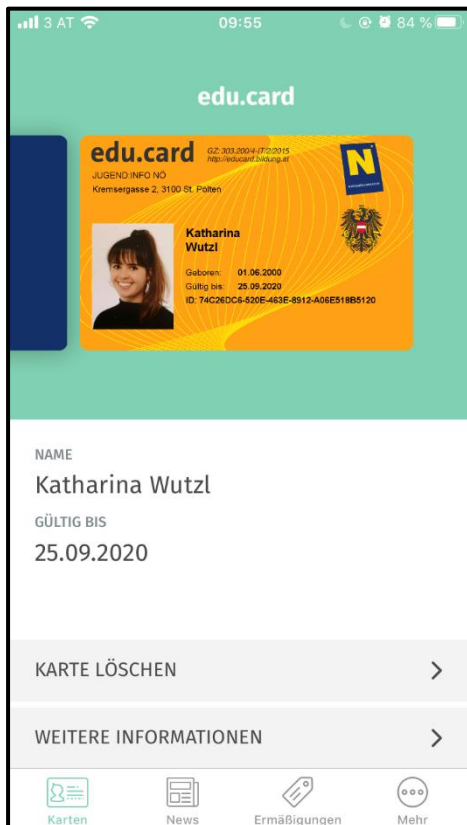 3 AT 09:55 84 %
edu.card
edu.card GZ: 303.200/4-IT/2/2015
http://educard.bildung.at
JUGEND:INFO NÖ
Kremsergasse 2, 3100 St. Pölten
N
Katharina
Wutzl
Geboren: 01.06.2000
Gültig bis: 25.09.2020
ID: 74C26DC6-520E-463E-8912-A06E518B5120
NAME
Katharina Wutzl
GÜLTIG BIS
25.09.2020
KARTE LÖSCHEN
WEITERE INFORMATIONEN
Karten News Ermäßigungen Mehr